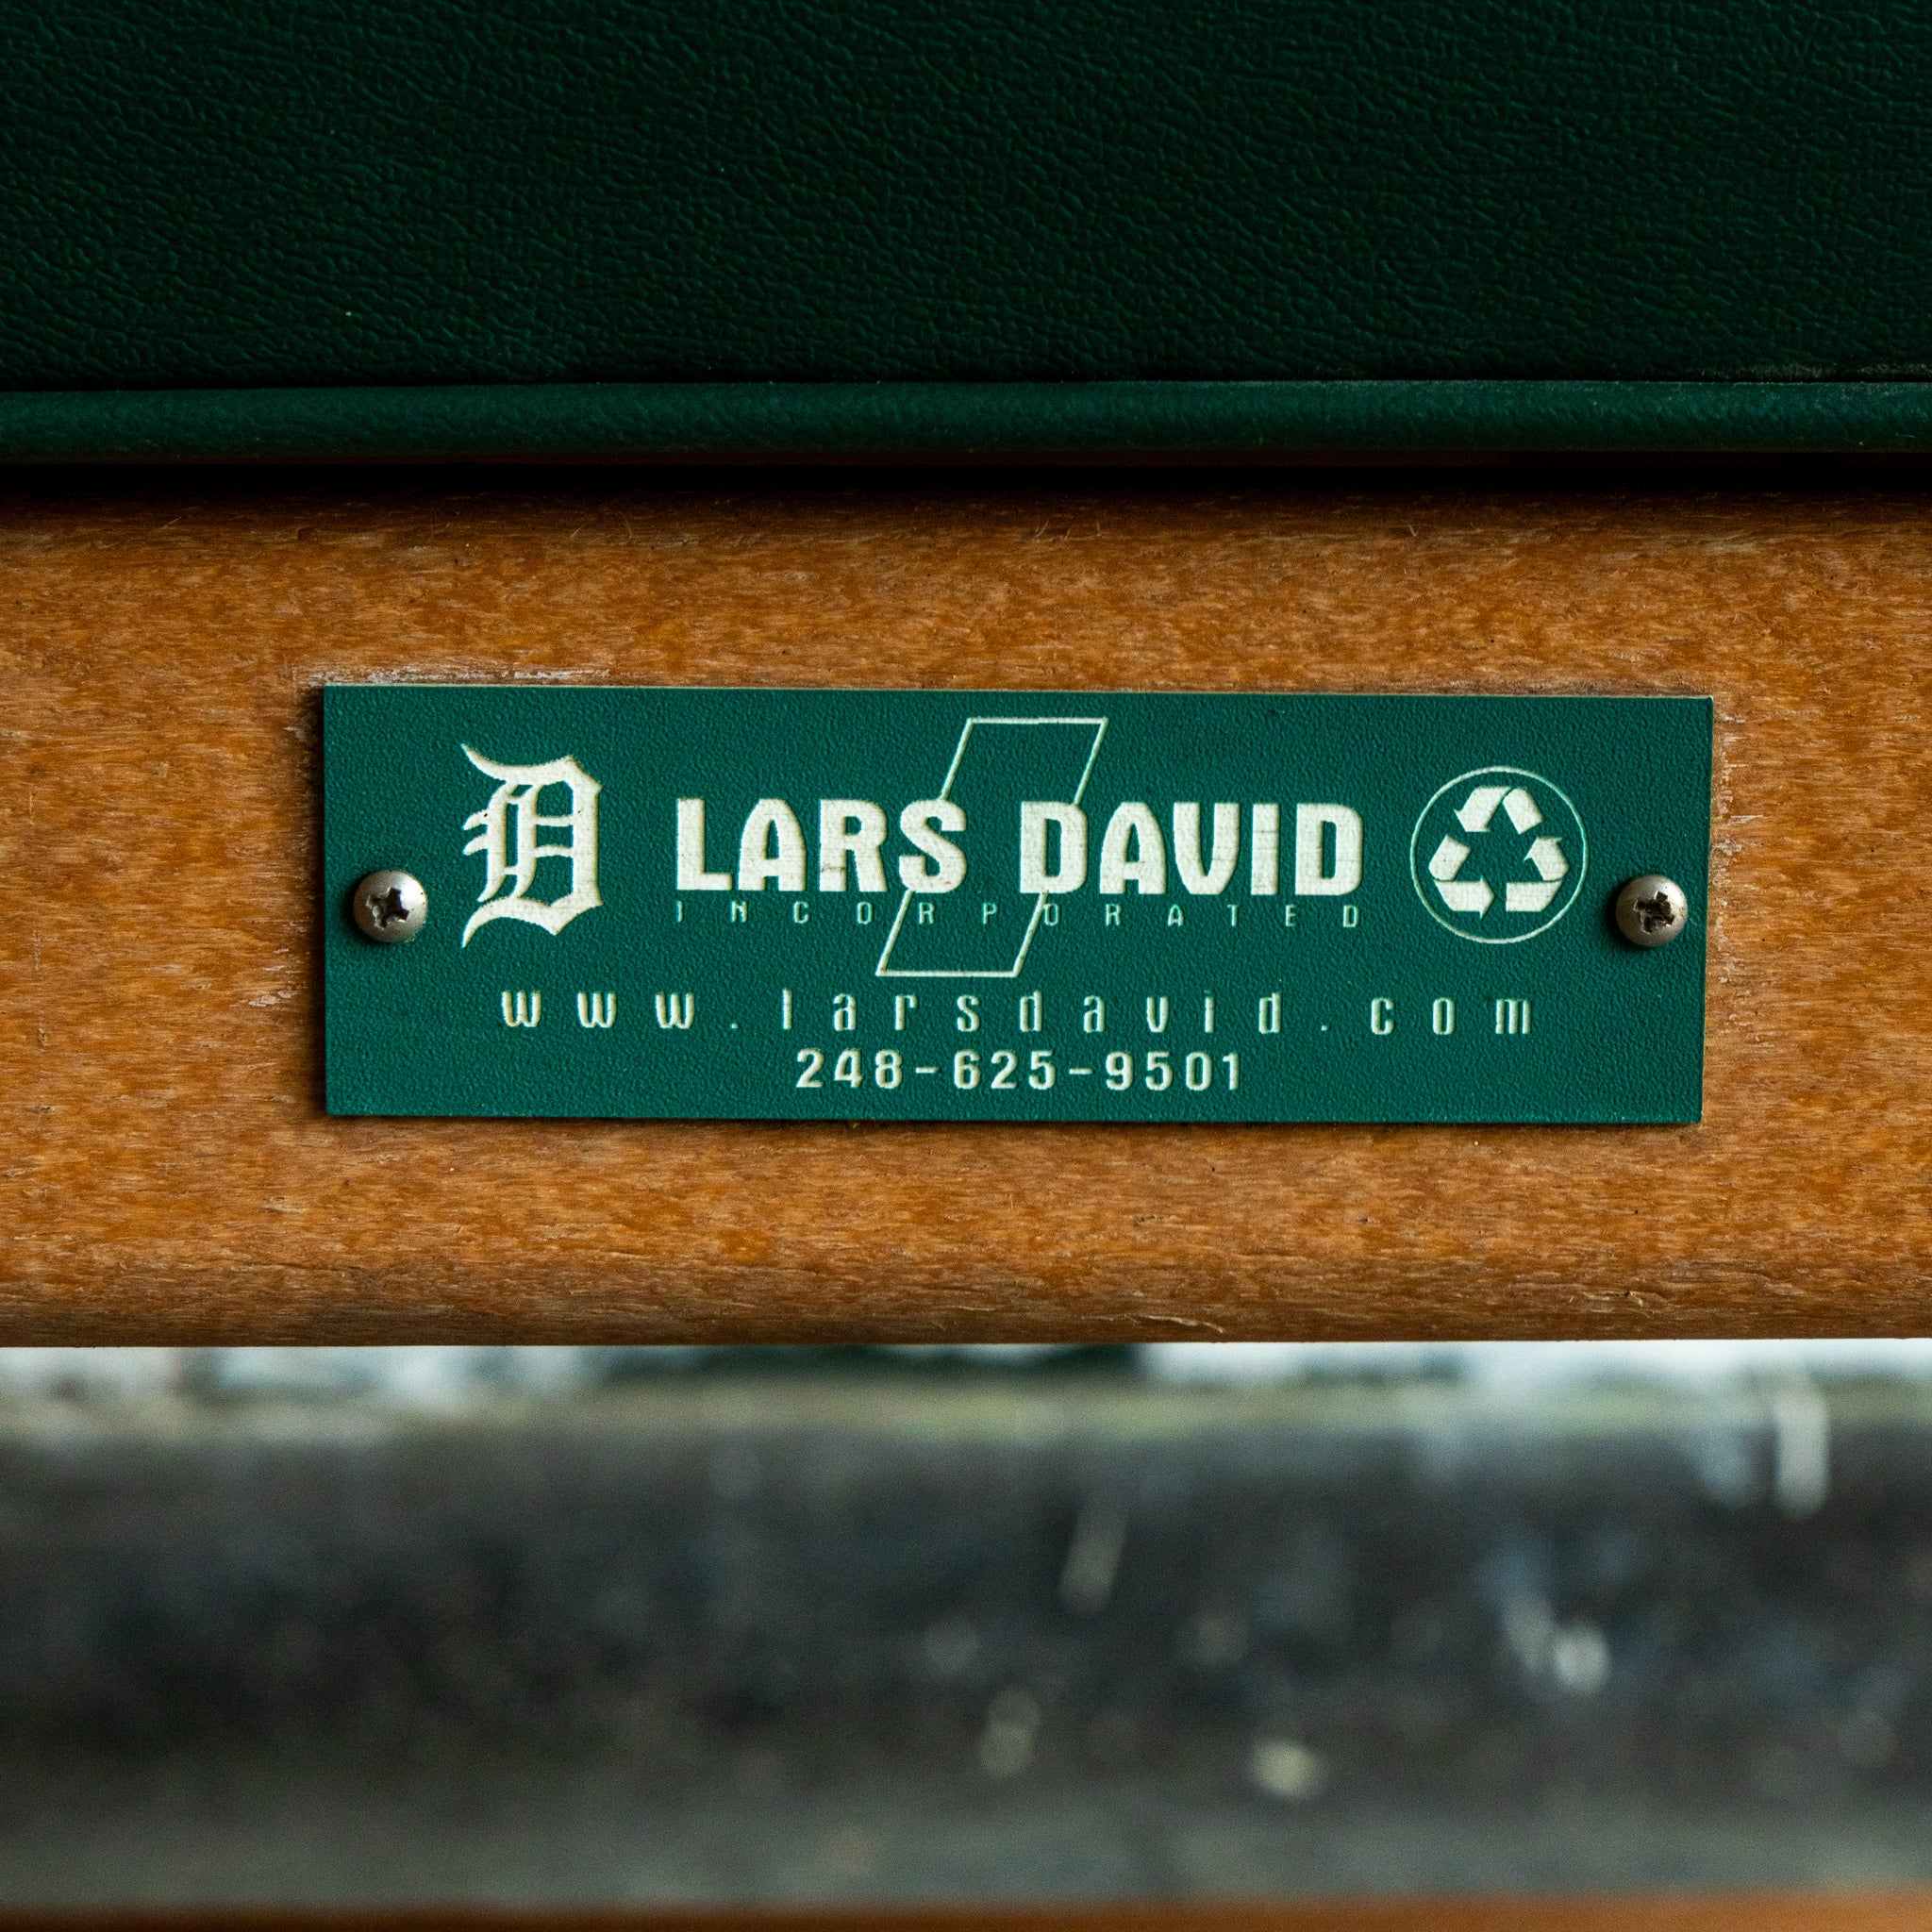 D LARS DAVID
INCORPORATED
www.larsdavid.com
248-625-9501